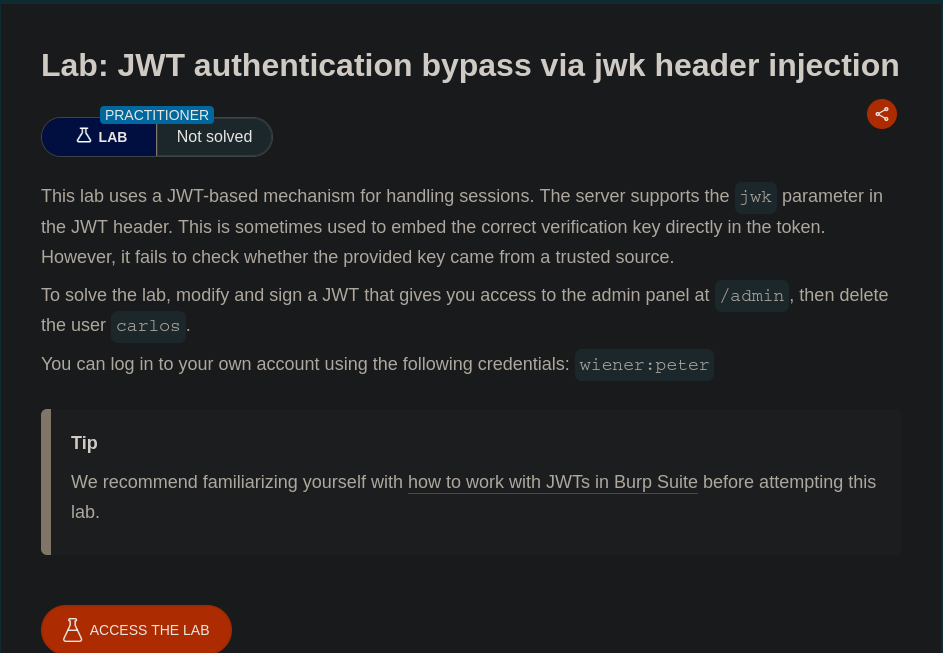 Lab: JWT authentication bypass via jwk header injection
PRACTITIONER
LAB
Not solved
This lab uses a JWT-based mechanism for handling sessions. The server supports the jwk parameter in
the JWT header. This is sometimes used to embed the correct verification key directly in the token.
However, it fails to check whether the provided key came from a trusted source.
To solve the lab, modify and sign a JWT that gives you access to the admin panel at /admin, then delete
the user carlos.
You can log in to your own account using the following credentials: wiener:peter
Tip
We recommend familiarizing yourself with how to work with JWTs in Burp Suite before attempting this
lab.
ACCESS THE LAB